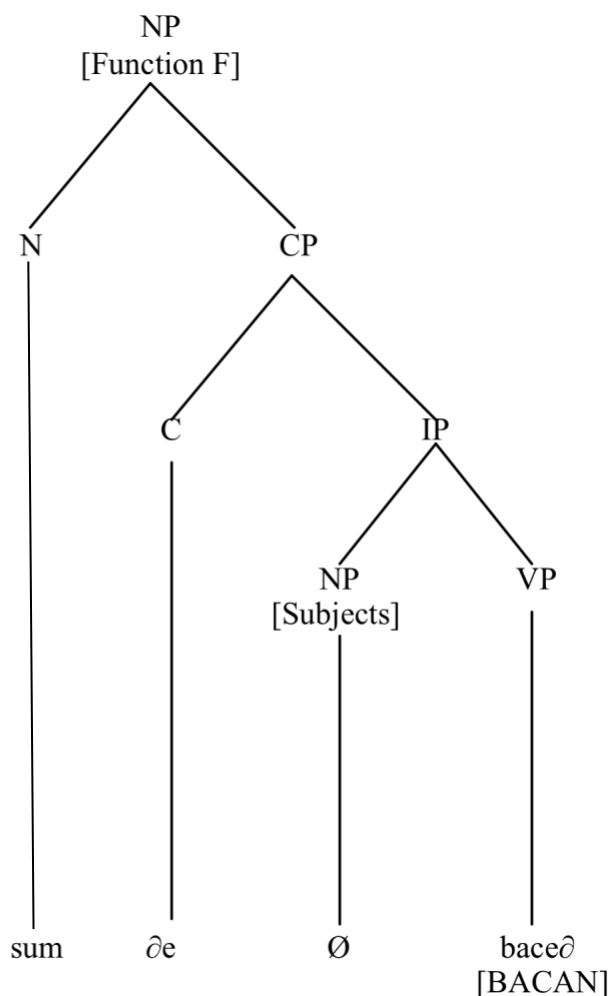 NP
[Function F]
N CP
C IP
NP VP
[Subjects]
sum ∂e Ø bace∂
[BACAN]